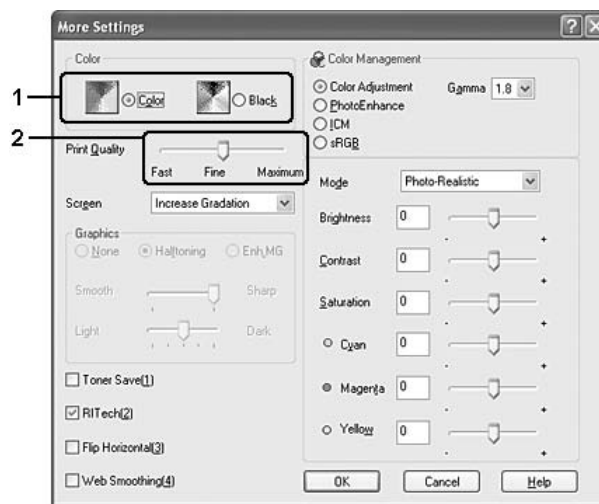 More Settings
Color
1
Color
Black
2
Print Quality
Fast Fine Maximum
Screen Increase Gradation
Graphics
None Halftoning Enh.MG
Smooth Sharp
Light Dark
Toner Save(1)
RITech(2)
Flip Horizontal(3)
Web Smoothing(4)
Color Management
Color Adjustment
PhotoEnhance
ICM
sRGB
Gamma 1.8
Mode Photo-Realistic
Brightness 0 - +
Contrast 0 - +
Saturation 0 - +
Cyan 0 - +
Magenta 0 - +
Yellow 0 - +
OK Cancel Help